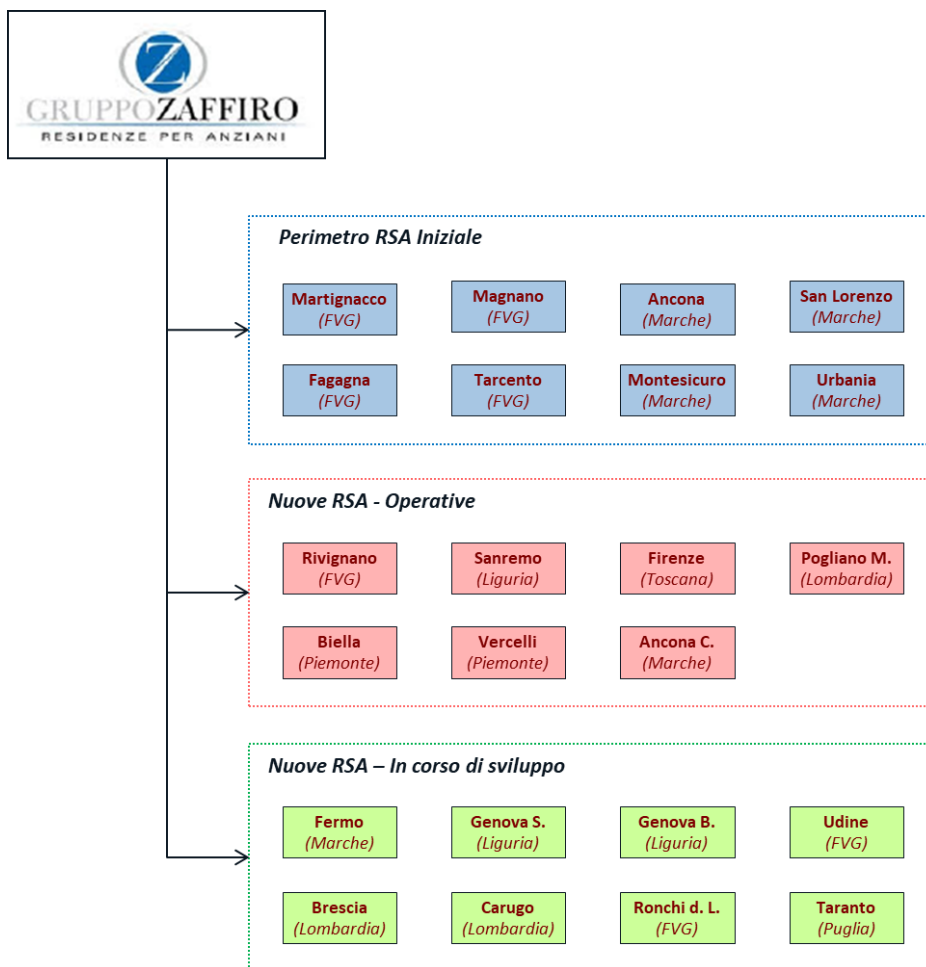 Z
GRUPPOZAFFIRO
RESIDENZE PER ANZIANI
Perimetro RSA Iniziale
Martignacco
(FVG)
Magnano
(FVG)
Ancona
(Marche)
San Lorenzo
(Marche)
Fagagna
(FVG)
Tarcento
(FVG)
Montesicuro
(Marche)
Urbania
(Marche)
Nuove RSA - Operative
Rivignano
(FVG)
Sanremo
(Liguria)
Firenze
(Toscana)
Pogliano M.
(Lombardia)
Biella
(Piemonte)
Vercelli
(Piemonte)
Ancona C.
(Marche)
Nuove RSA – In corso di sviluppo
Fermo
(Marche)
Genova S.
(Liguria)
Genova B.
(Liguria)
Udine
(FVG)
Brescia
(Lombardia)
Carugo
(Lombardia)
Ronchi d. L.
(FVG)
Taranto
(Puglia)